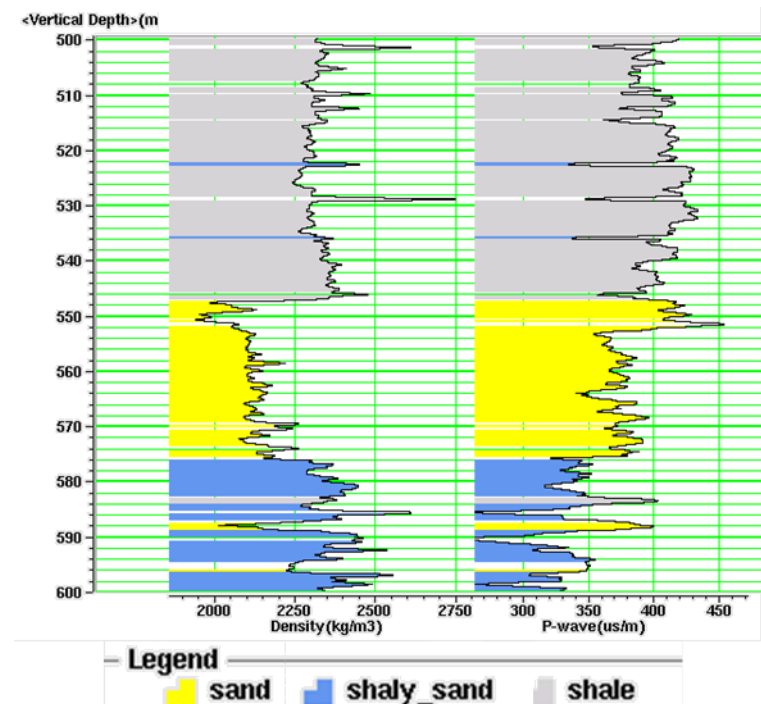 <Vertical Depth>(m
500
510
520
530
540
550
560
570
580
590
600
2000 2250 2500 2750 300 350 400 450
Density(kg/m3) P-wave(us/m)
Legend
sand shaly_sand shale